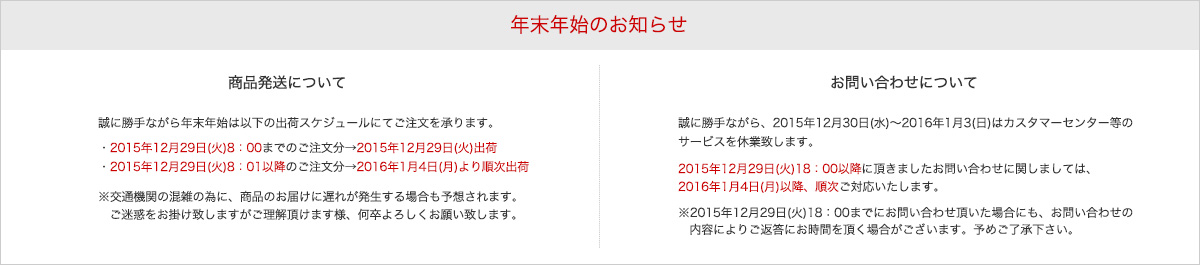 年末年始のお知らせ
商品発送について
誠に勝手ながら年末年始は以下の出荷スケジュールにてご注文を承ります。
・2015年12月29日(火)8：00までのご注文分→2015年12月29日(火)出荷
・2015年12月29日(火)8：01以降のご注文分→2016年1月4日(月)より順次出荷
※交通機関の混雑の為に、商品のお届けに遅れが発生する場合も予想されます。
ご迷惑をお掛け致しますがご理解頂けます様、何卒よろしくお願い致します。
お問い合わせについて
誠に勝手ながら、2015年12月30日(水)～2016年1月3(日)はカスタマーセンター等の
サービスを休業致します。
2015年12月29日(火)18：00以降に頂きましたお問い合わせに関しましては、
2016年1月4日(月)以降、順次ご対応いたします。
※2015年12月29日(火)18：00までにお問い合わせ頂いた場合にも、お問い合わせの
内容によりご返答にお時間を頂く場合がございます。予めご了承下さい。